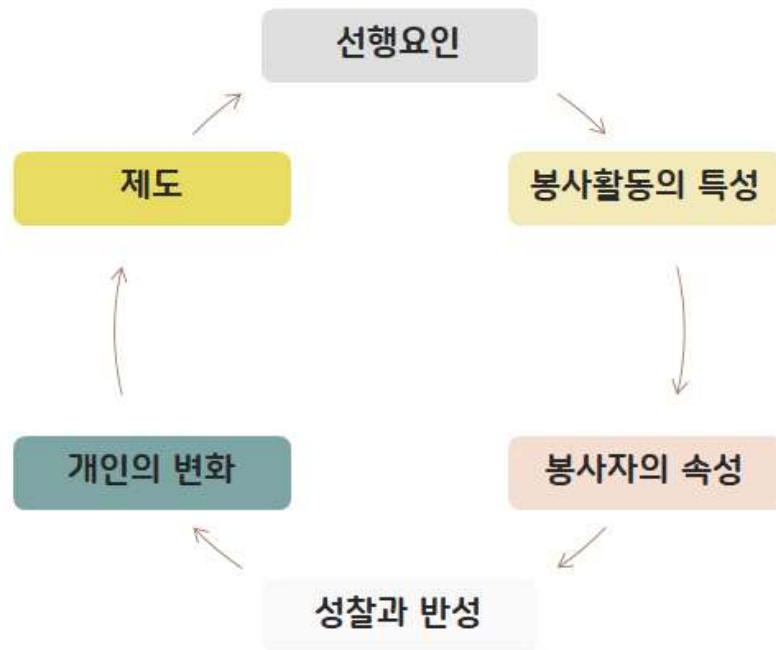 선행요인
제도
봉사활동의 특성
개인의 변화
봉사자의 속성
성찰과 반성